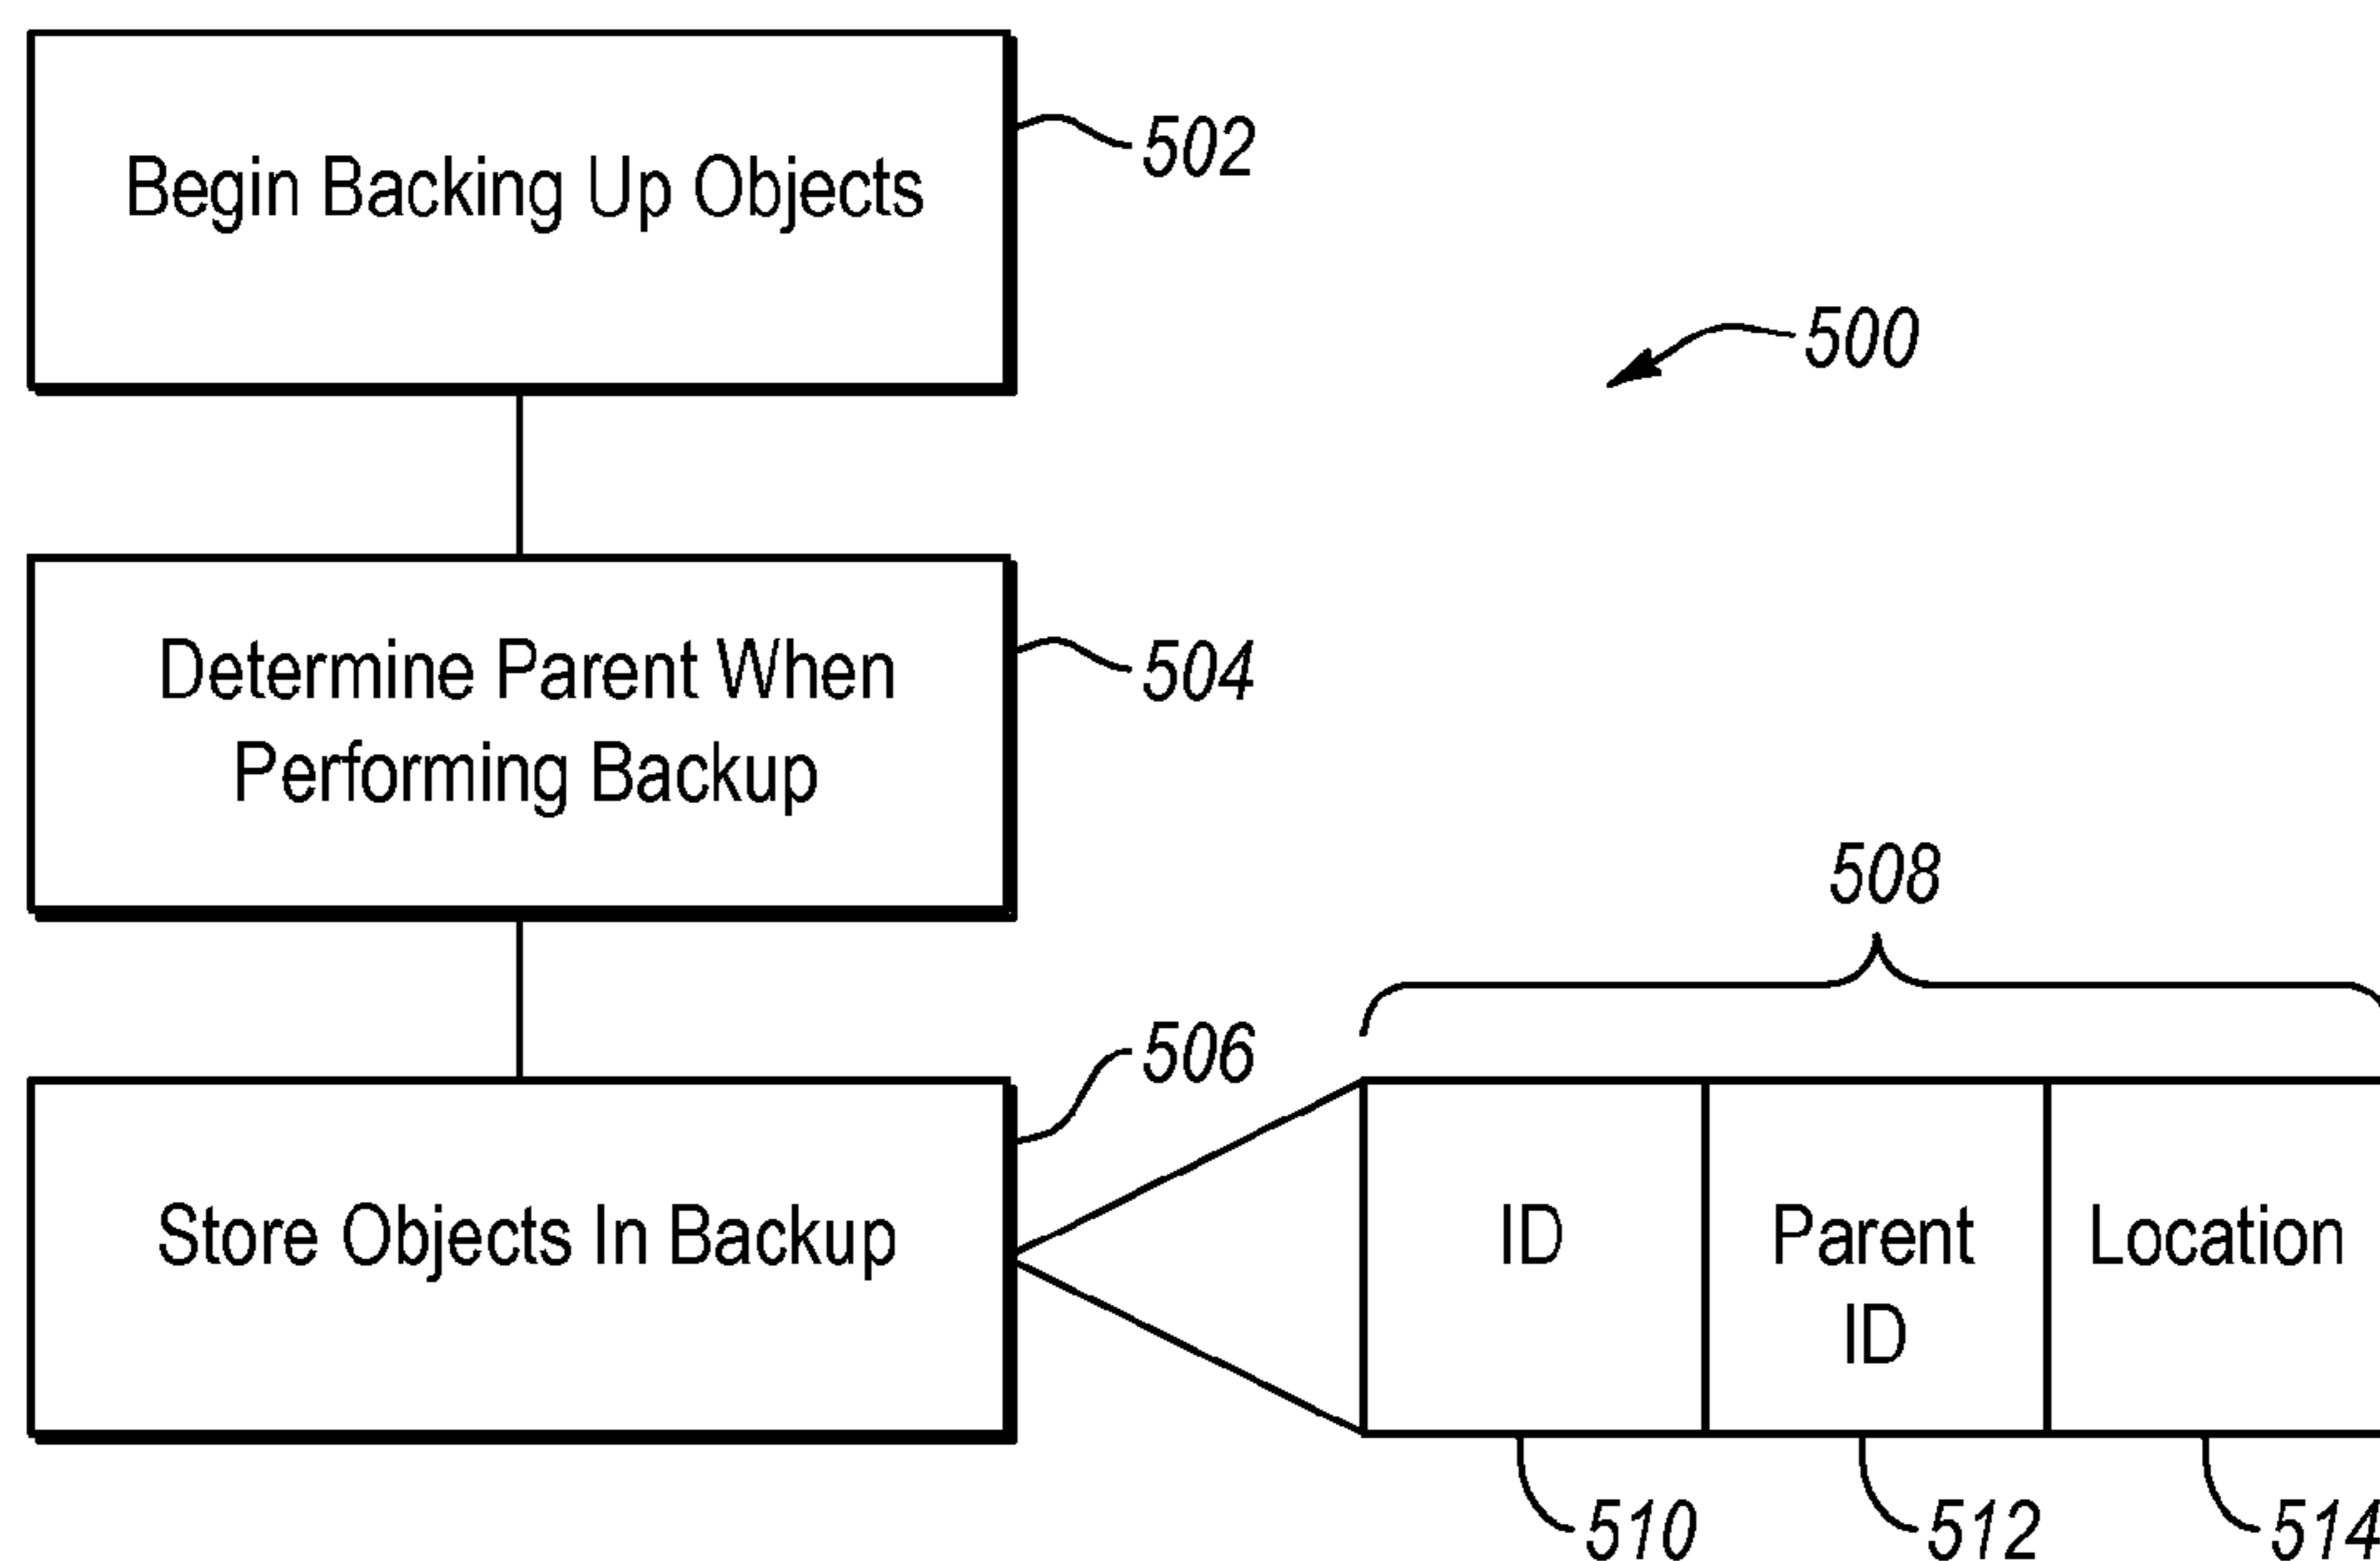 Begin Backing Up Objects
502
500
Determine Parent When
Performing Backup
504
508
506
Store Objects In Backup
ID
Parent
ID
Location
510
512
514